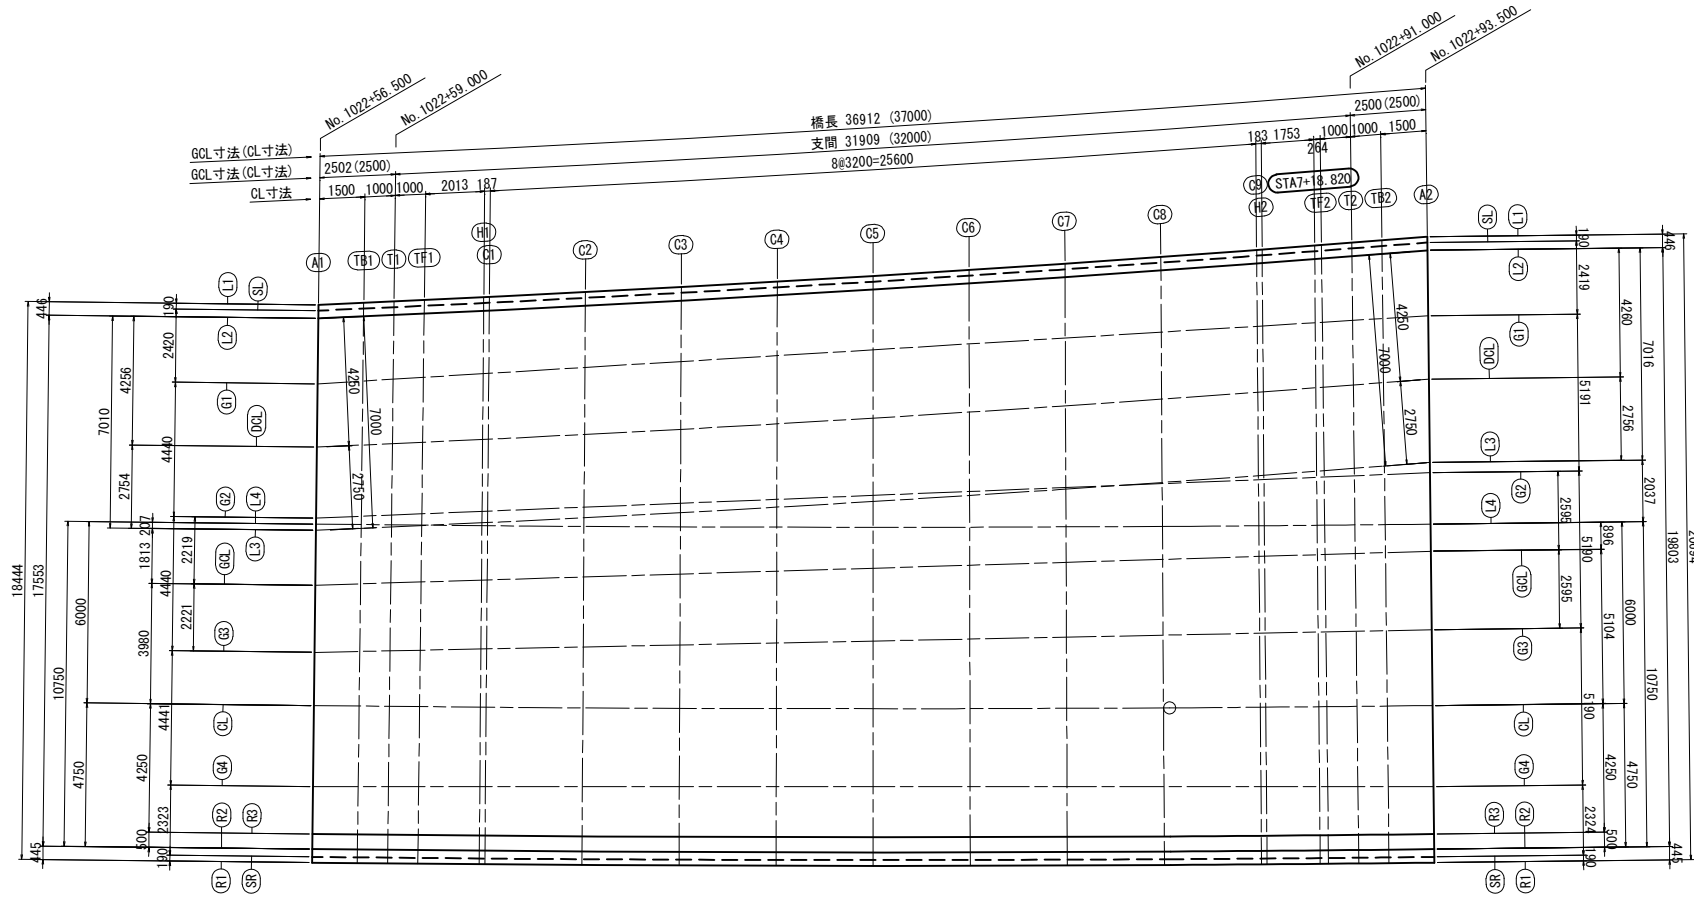 No.1022+56.500
No.1022+59.000
No.1022+91.000
No.1022+93.500
GCL寸法(CL寸法)
橋長 36912 (37000)
GCL寸法(CL寸法)
2502(2500)
支間 31909 (32000)
2500(2500)
CL寸法
1500
1000
1000
2013
187
8@3200=25600
183
1753
264
1000
1000
1500
STA7+18.820
A1
TB1
T1
TF1
H1
C1
C2
C3
C4
C5
C6
C7
C8
C9
H2
TF2
T2
TB2
A2
L1
SL
L2
G1
DCL
G2
L4
L3
GCL
G3
CL
G4
R2
R3
R1
SR
446
190
2420
4256
7010
4440
2754
207
1813
2219
4440
2221
18444
17553
6000
3980
10750
4441
4750
4250
2323
500
445
190
4250
7000
2750
4250
7000
2750
SL
L1
L2
G1
DCL
L3
G2
L4
GCL
G3
CL
G4
R3
R2
SR
R1
190
446
2419
4260
7016
5191
2756
2037
2595
896
5190
19803
2595
6000
5104
10750
5190
4250
4750
2324
500
445
190